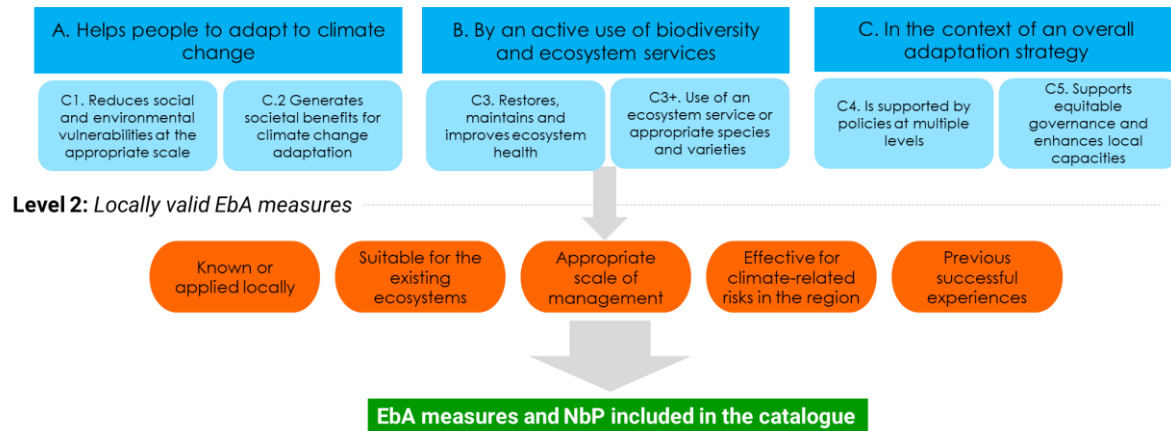 A. Helps people to adapt to climate
change
B. By an active use of biodiversity
and ecosystem services
C. In the context of an overall
adaptation strategy
C1. Reduces social
and environmental
vulnerabilities at the
appropriate scale
C.2 Generates
societal benefits for
climate change
adaptation
C3. Restores,
maintains and
improves ecosystem
health
C3+. Use of an
ecosystem service or
appropriate species
and varieties
C4. Is supported by
policies at multiple
levels
C5. Supports
equitable
governance and
enhances local
capacities
Level 2: Locally valid EbA measures
Known or
applied locally
Suitable for the
existing
ecosystems
Appropriate
scale of
management
Effective for
climate-related
risks in the region
Previous
successful
experiences
EbA measures and NbP included in the catalogue